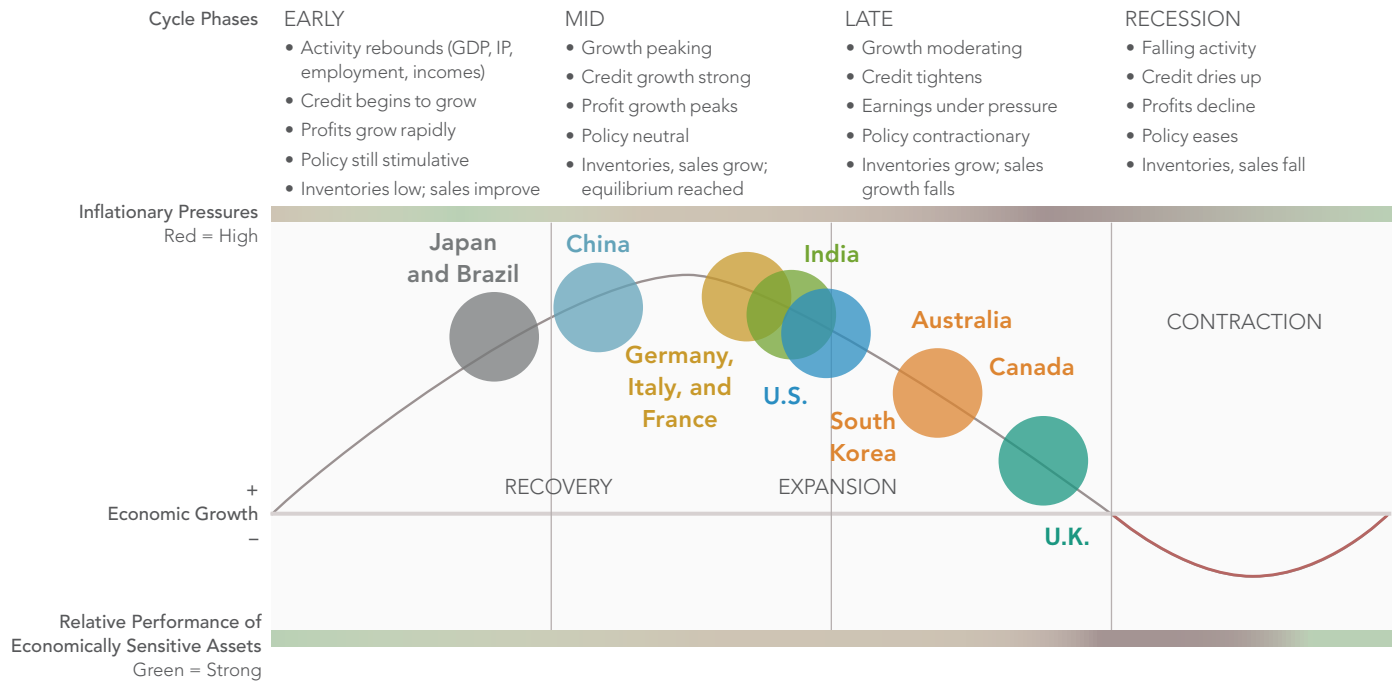 Cycle Phases
EARLY
• Activity rebounds (GDP, IP,
employment, incomes)
• Credit begins to grow
• Profits grow rapidly
• Policy still stimulative
• Inventories low; sales improve
MID
• Growth peaking
• Credit growth strong
• Profit growth peaks
• Policy neutral
• Inventories, sales grow;
equilibrium reached
LATE
• Growth moderating
• Credit tightens
• Earnings under pressure
• Policy contractionary
• Inventories grow; sales
growth falls
RECESSION
• Falling activity
• Credit dries up
• Profits decline
• Policy eases
• Inventories, sales fall
Inflationary Pressures
Red = High
Japan
and Brazil
China
India
Germany,
Italy, and
France
U.S.
Australia
Canada
South
Korea
U.K.
CONTRACTION
RECOVERY
EXPANSION
+
Economic Growth
–
Relative Performance of
Economically Sensitive Assets
Green = Strong